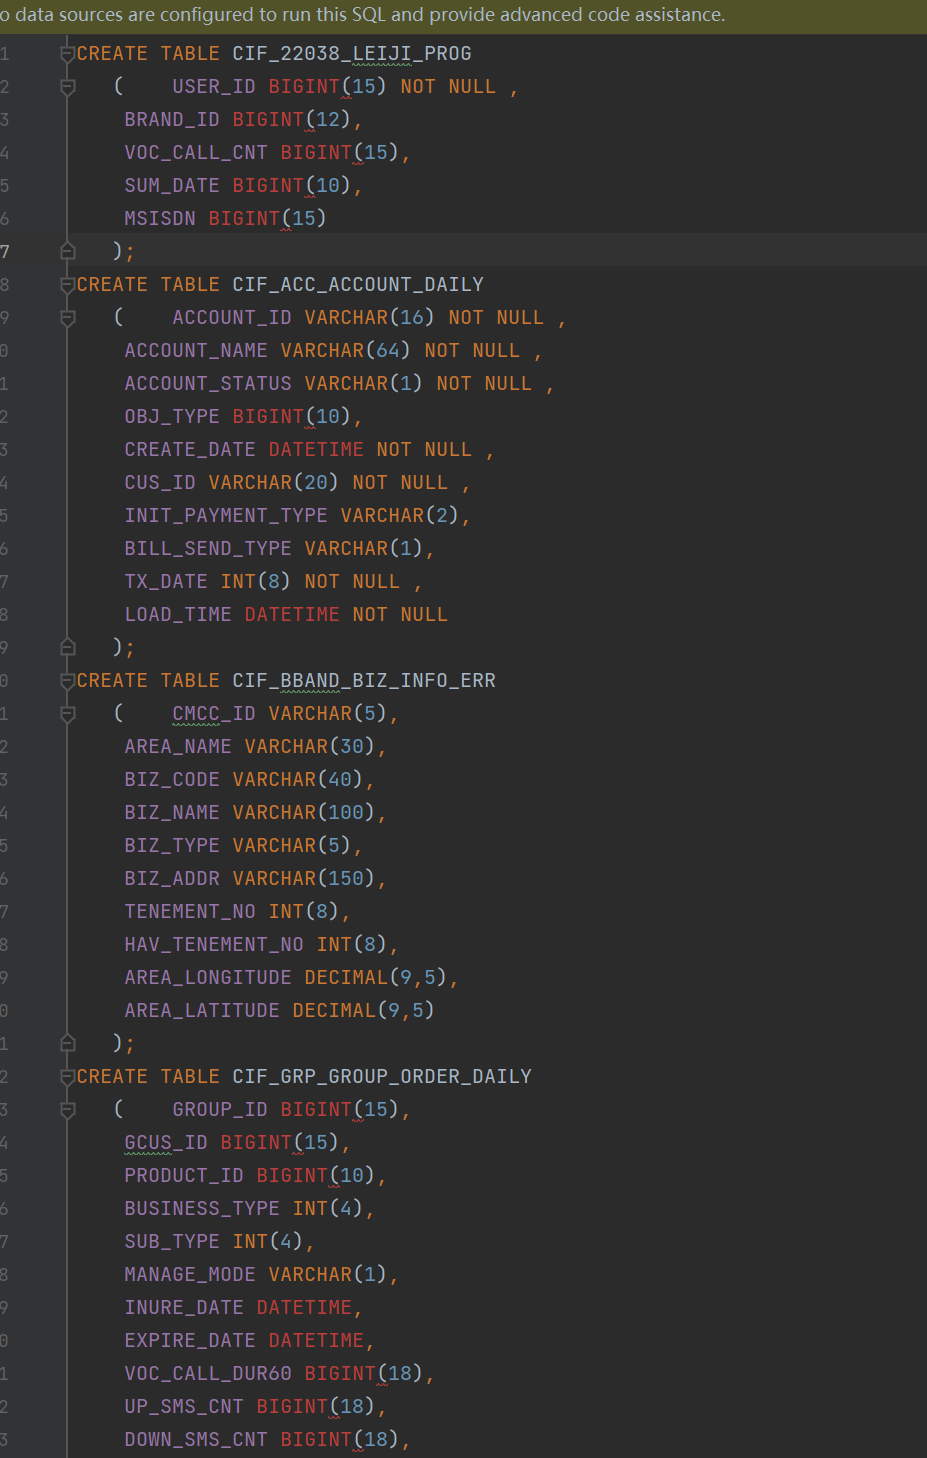 o data sources are configured to run this SQL and provide advanced code assistance.
1 CREATE TABLE CIF_22038_LEIJI_PROG
2 ( USER_ID BIGINT(15) NOT NULL ,
3 BRAND_ID BIGINT(12),
4 VOC_CALL_CNT BIGINT(15),
5 SUM_DATE BIGINT(10),
6 MSISDN BIGINT(15)
7 );
8 CREATE TABLE CIF_ACC_ACCOUNT_DAILY
9 ( ACCOUNT_ID VARCHAR(16) NOT NULL ,
0 ACCOUNT_NAME VARCHAR(64) NOT NULL ,
1 ACCOUNT_STATUS VARCHAR(1) NOT NULL ,
2 OBJ_TYPE BIGINT(10),
3 CREATE_DATE DATETIME NOT NULL ,
4 CUS_ID VARCHAR(20) NOT NULL ,
5 INIT_PAYMENT_TYPE VARCHAR(2),
6 BILL_SEND_TYPE VARCHAR(1),
7 TX_DATE INT(8) NOT NULL ,
8 LOAD_TIME DATETIME NOT NULL
9 );
0 CREATE TABLE CIF_BBAND_BIZ_INFO_ERR
1 ( CMCC_ID VARCHAR(5),
2 AREA_NAME VARCHAR(30),
3 BIZ_CODE VARCHAR(40),
4 BIZ_NAME VARCHAR(100),
5 BIZ_TYPE VARCHAR(5),
6 BIZ_ADDR VARCHAR(150),
7 TENEMENT_NO INT(8),
8 HAV_TENEMENT_NO INT(8),
9 AREA_LONGITUDE DECIMAL(9,5),
0 AREA_LATITUDE DECIMAL(9,5)
1 );
2 CREATE TABLE CIF_GRP_GROUP_ORDER_DAILY
3 ( GROUP_ID BIGINT(15),
4 GCUS_ID BIGINT(15),
5 PRODUCT_ID BIGINT(10),
6 BUSINESS_TYPE INT(4),
7 SUB_TYPE INT(4),
8 MANAGE_MODE VARCHAR(1),
9 INURE_DATE DATETIME,
0 EXPIRE_DATE DATETIME,
1 VOC_CALL_DUR60 BIGINT(18),
2 UP_SMS_CNT BIGINT(18),
3 DOWN_SMS_CNT BIGINT(18),